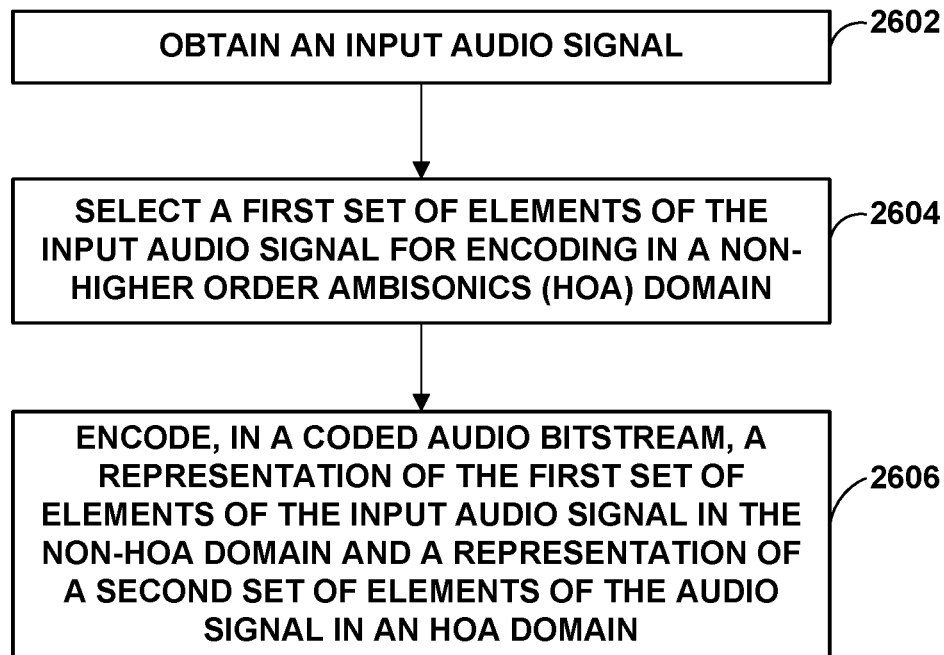 OBTAIN AN INPUT AUDIO SIGNAL
2602
SELECT A FIRST SET OF ELEMENTS OF THE
INPUT AUDIO SIGNAL FOR ENCODING IN A NON-
HIGHER ORDER AMBISONICS (HOA) DOMAIN
2604
ENCODE, IN A CODED AUDIO BITSTREAM, A
REPRESENTATION OF THE FIRST SET OF
ELEMENTS OF THE INPUT AUDIO SIGNAL IN THE
NON-HOA DOMAIN AND A REPRESENTATION OF
A SECOND SET OF ELEMENTS OF THE AUDIO
SIGNAL IN AN HOA DOMAIN
2606